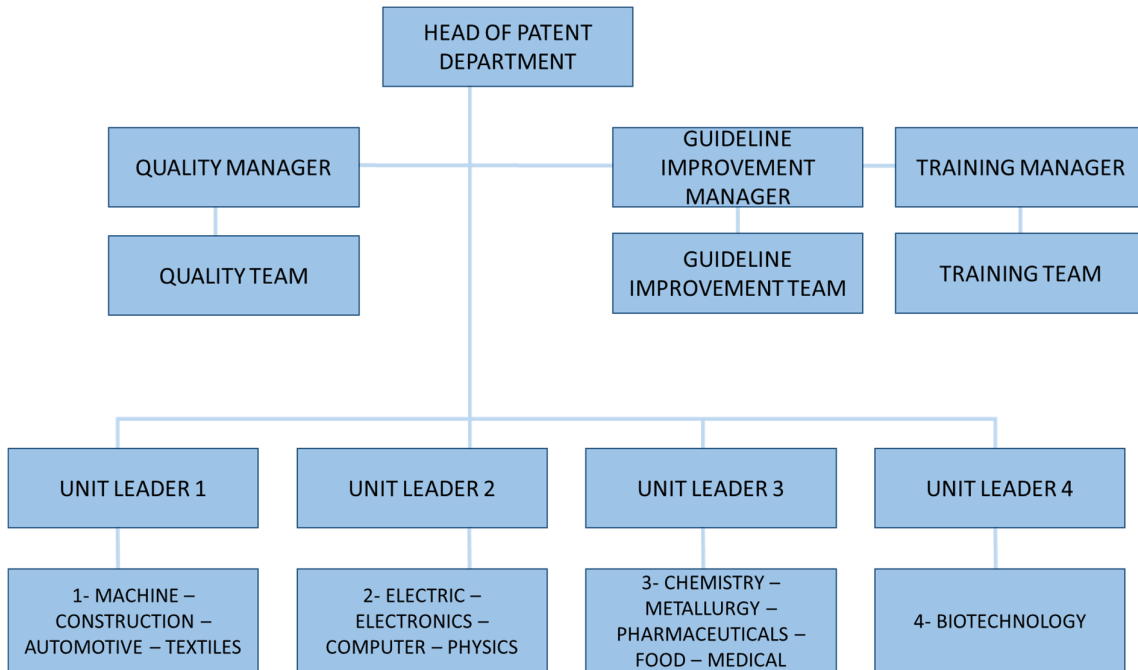 HEAD OF PATENT
DEPARTMENT
QUALITY MANAGER
GUIDELINE
IMPROVEMENT
MANAGER
TRAINING MANAGER
QUALITY TEAM
GUIDELINE
IMPROVEMENT TEAM
TRAINING TEAM
UNIT LEADER 1
UNIT LEADER 2
UNIT LEADER 3
UNIT LEADER 4
1- MACHINE –
CONSTRUCTION –
AUTOMOTIVE – TEXTILES
2- ELECTRIC –
ELECTRONICS –
COMPUTER – PHYSICS
3- CHEMISTRY –
METALLURGY –
PHARMACEUTICALS –
FOOD – MEDICAL
4- BIOTECHNOLOGY